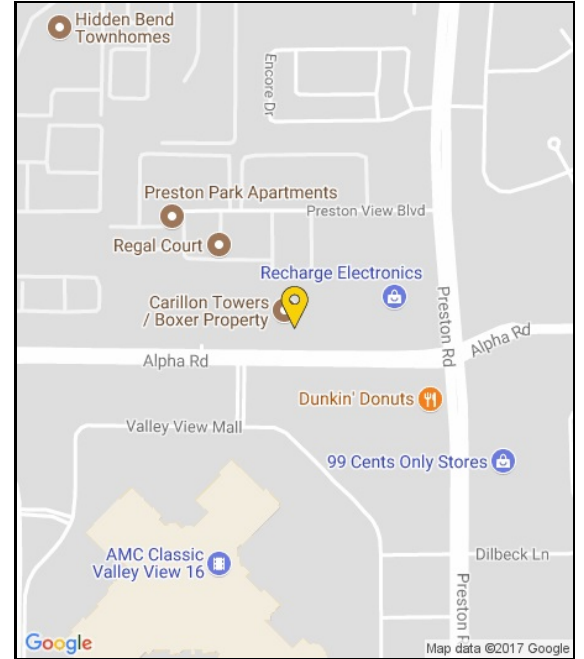 Hidden Bend
Townhomes
Encore Dr
Preston Park Apartments
Preston View Blvd
Regal Court
Recharge Electronics
Carillon Towers
/ Boxer Property
Preston Rd
Alpha Rd
Alpha Rd
Dunkin' Donuts
Valley View Mall
99 Cents Only Stores
AMC Classic
Valley View 16
Dilbeck Ln
Preston R
Google
Map data ©2017 Google